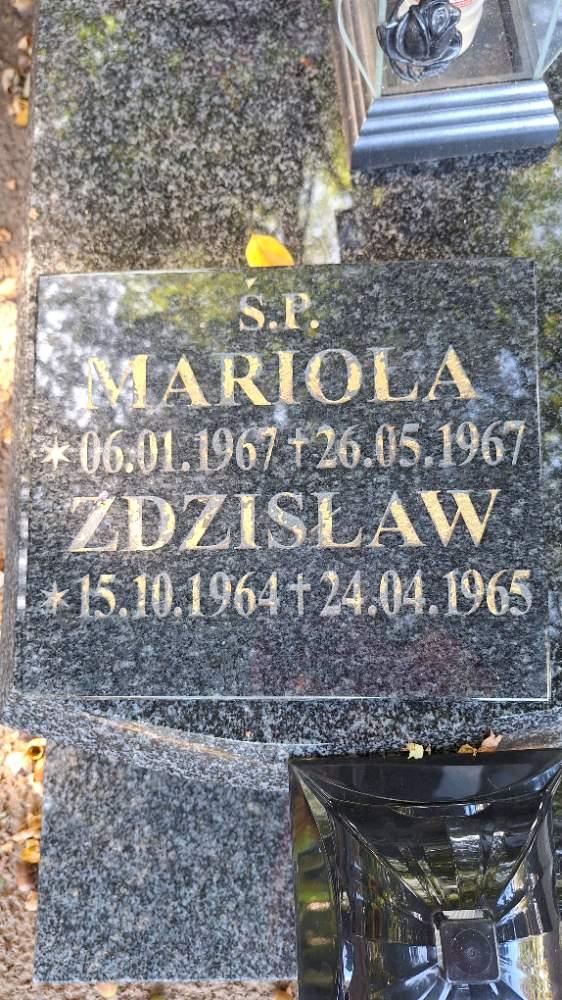 Ś.P.
MARIOLA
*06.01.1967 †26.05.1967
ZDZISŁAW
*15.10.1964 †24.04.1965